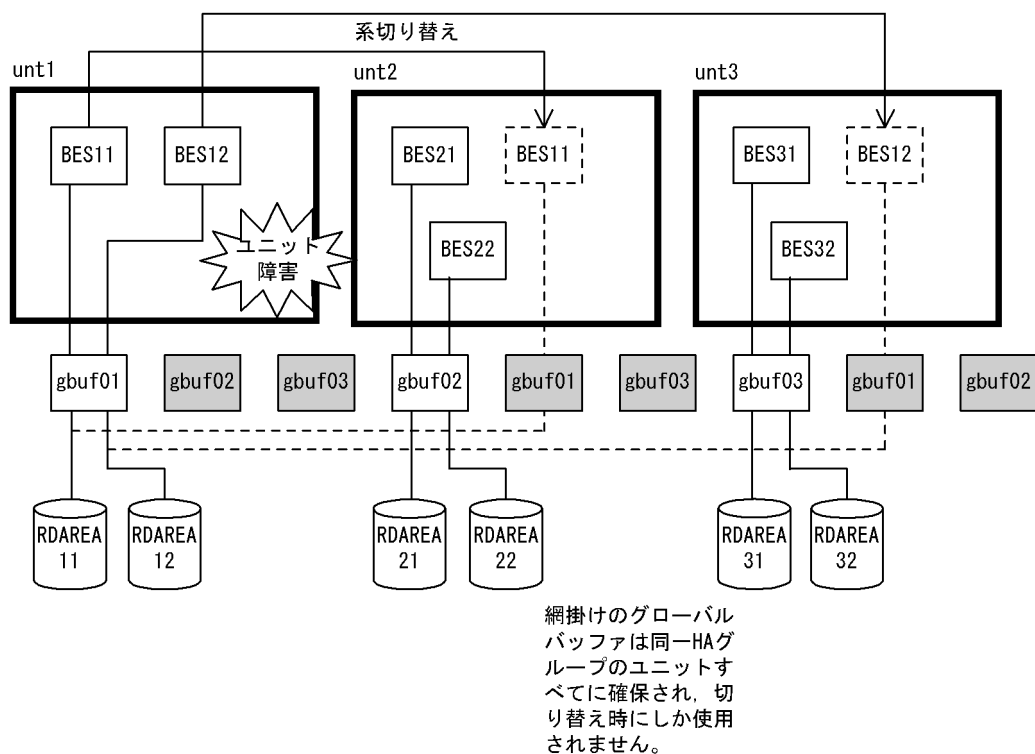 系切り替え
unt1
unt2
unt3
BES11
BES12
BES21
BES11
BES31
BES12
ユニット
障害
BES22
BES32
gbuf01
gbuf02
gbuf03
gbuf02
gbuf01
gbuf03
gbuf03
gbuf01
gbuf02
RDAREA
11
RDAREA
12
RDAREA
21
RDAREA
22
RDAREA
31
RDAREA
32
網掛けのグローバル
バッファは同一HAグ
ループのユニットす
べてに確保され，切
り替え時にしか使用
されません。